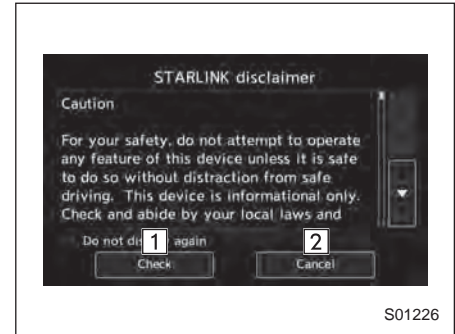 STARLINK disclaimer
Caution
For your safety, do not attempt to operate
any feature of this device unless it is safe
to do so without distraction from safe
driving. This device is informational only.
Check and abide by your local laws and
Do not again
1 2
Check Cancel
S01226